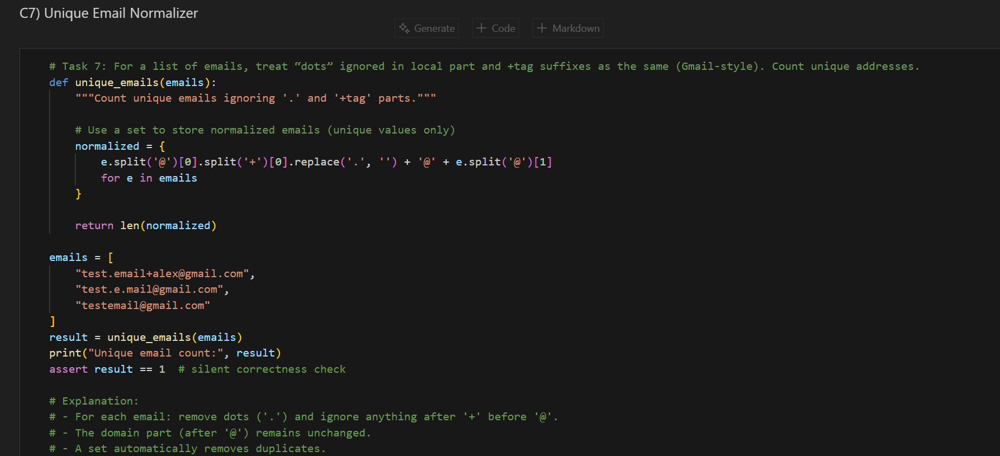 C7) Unique Email Normalizer
Generate
Code
Markdown
# Task 7: For a list of emails, treat “dots” ignored in local part and +tag suffixes as the same (Gmail-style). Count unique addresses.
def unique_emails(emails):
    """Count unique emails ignoring '.' and '+tag' parts."""
    # Use a set to store normalized emails (unique values only)
    normalized = {
        e.split('@')[0].split('+')[0].replace('.', '') + '@' + e.split('@')[1]
        for e in emails
    }
    return len(normalized)
emails = [
    "test.email+alex@gmail.com",
    "test.e.mail@gmail.com",
    "testemail@gmail.com"
]
result = unique_emails(emails)
print("Unique email count:", result)
assert result == 1  # silent correctness check
# Explanation:
# - For each email: remove dots ('.') and ignore anything after '+' before '@'.
# - The domain part (after '@') remains unchanged.
# - A set automatically removes duplicates.